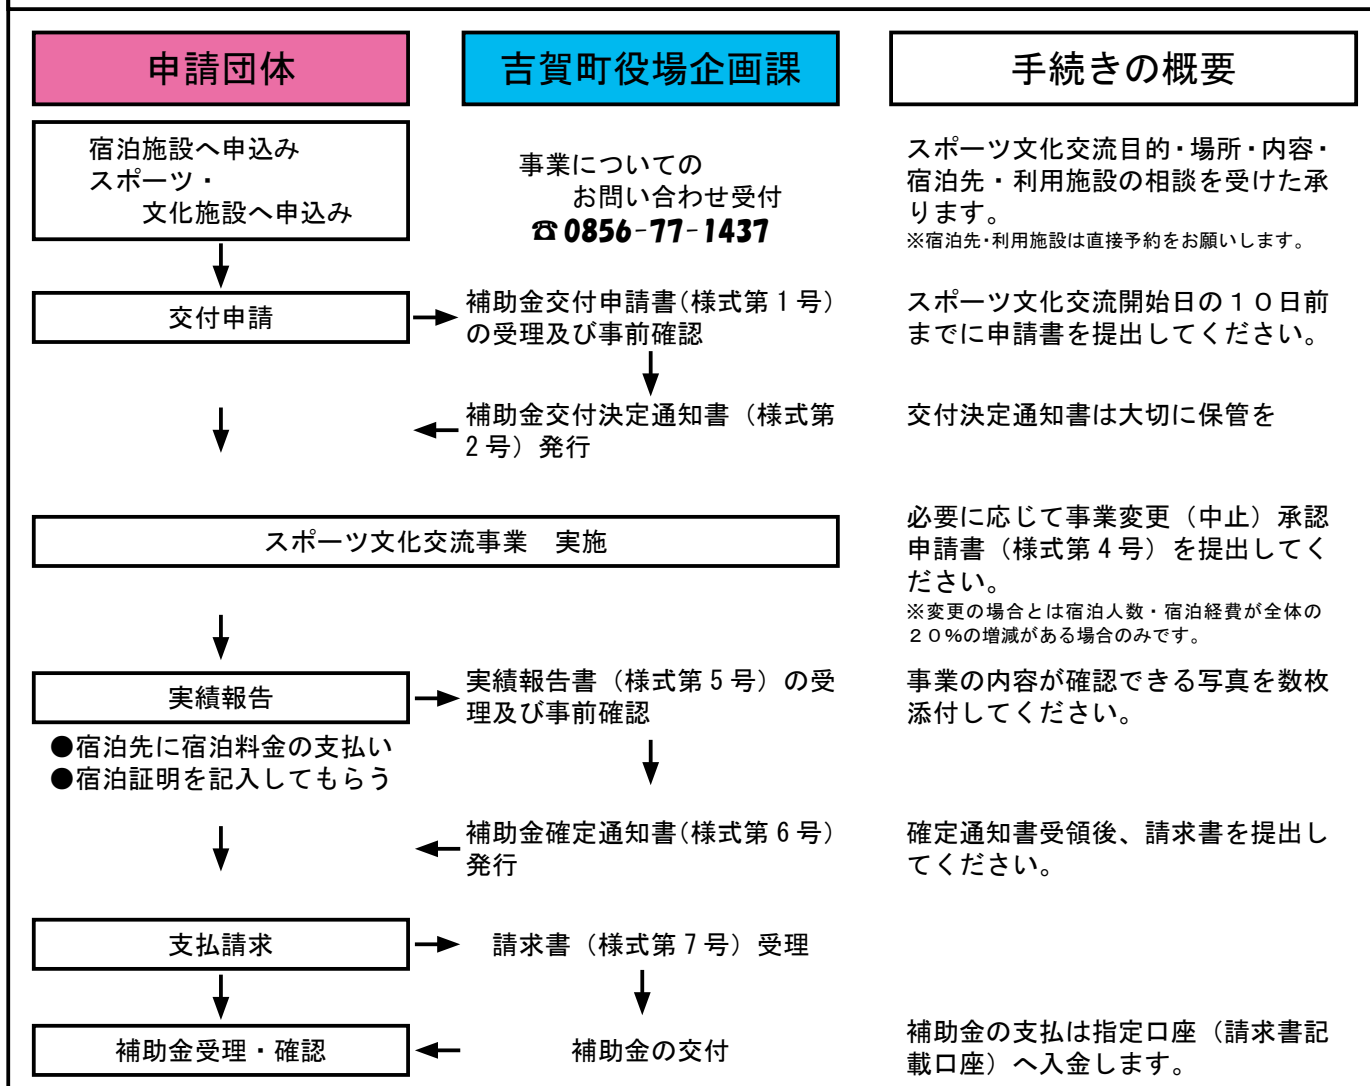 申請団体
吉賀町役場企画課
手続きの概要
宿泊施設へ申込み
スポーツ・
文化施設へ申込み
事業についての
お問い合わせ受付
☎0856-77-1437
スポーツ文化交流目的・場所・内容・
宿泊先・利用施設の相談を受けた承
ります。
※宿泊先・利用施設は直接予約をお願いします。
交付申請
補助金交付申請書(様式第1号)
の受理及び事前確認
スポーツ文化交流開始日の10日前
までに申請書を提出してください。
補助金交付決定通知書(様式第
2号)発行
交付決定通知書は大切に保管を
スポーツ文化交流事業 実施
必要に応じて事業変更(中止)承認
申請書(様式第4号)を提出してく
ださい。
※変更の場合とは宿泊人数・宿泊経費が全体の
20%の増減がある場合のみです。
実績報告
●宿泊先に宿泊料金の支払い
●宿泊証明を記入してもらう
実績報告書(様式第5号)の受
理及び事前確認
事業の内容が確認できる写真を数枚
添付してください。
補助金確定通知書(様式第6号)
発行
確定通知書受領後、請求書を提出し
てください。
支払請求
請求書(様式第7号)受理
補助金受理・確認
補助金の交付
補助金の支払は指定口座(請求書記
載口座)へ入金します。